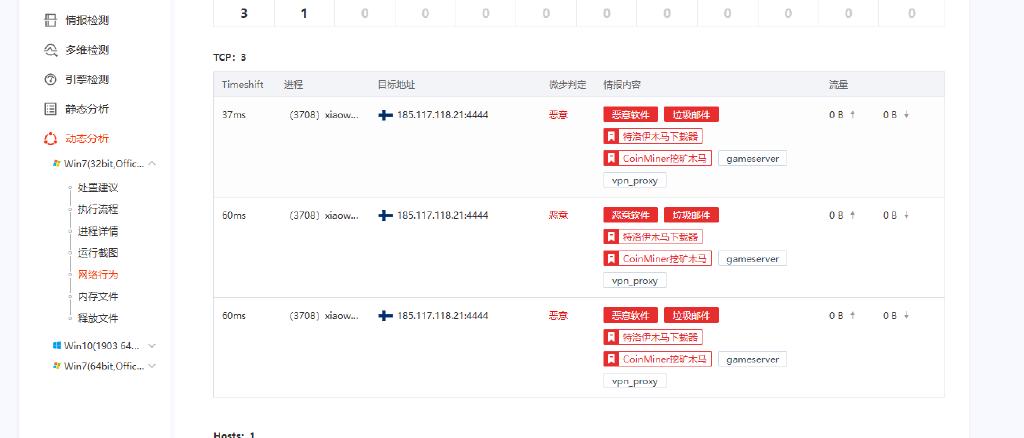 情报检测
多维检测
引擎检测
静态分析
动态分析
Win7(32bit,Offic...
处置建议
执行流程
进程详情
运行截图
网络行为
内存文件
释放文件
Win10(1903 64...
Win7(64bit,Offic...
3 1 0 0 0 0 0 0 0 0 0 0
TCP：3
Timeshift 进程 目标地址 微步判定 情报内容 流量
37ms （3708）xiaow... 185.117.118.21:4444 恶意 恶意软件 垃圾邮件 0 B 0 B
特洛伊木马下载器
CoinMiner挖矿木马 gameserver
vpn_proxy
60ms （3708）xiaow... 185.117.118.21:4444 恶意 恶意软件 垃圾邮件 0 B 0 B
特洛伊木马下载器
CoinMiner挖矿木马 gameserver
vpn_proxy
60ms （3708）xiaow... 185.117.118.21:4444 恶意 恶意软件 垃圾邮件 0 B 0 B
特洛伊木马下载器
CoinMiner挖矿木马 gameserver
vpn_proxy
Hosts：1